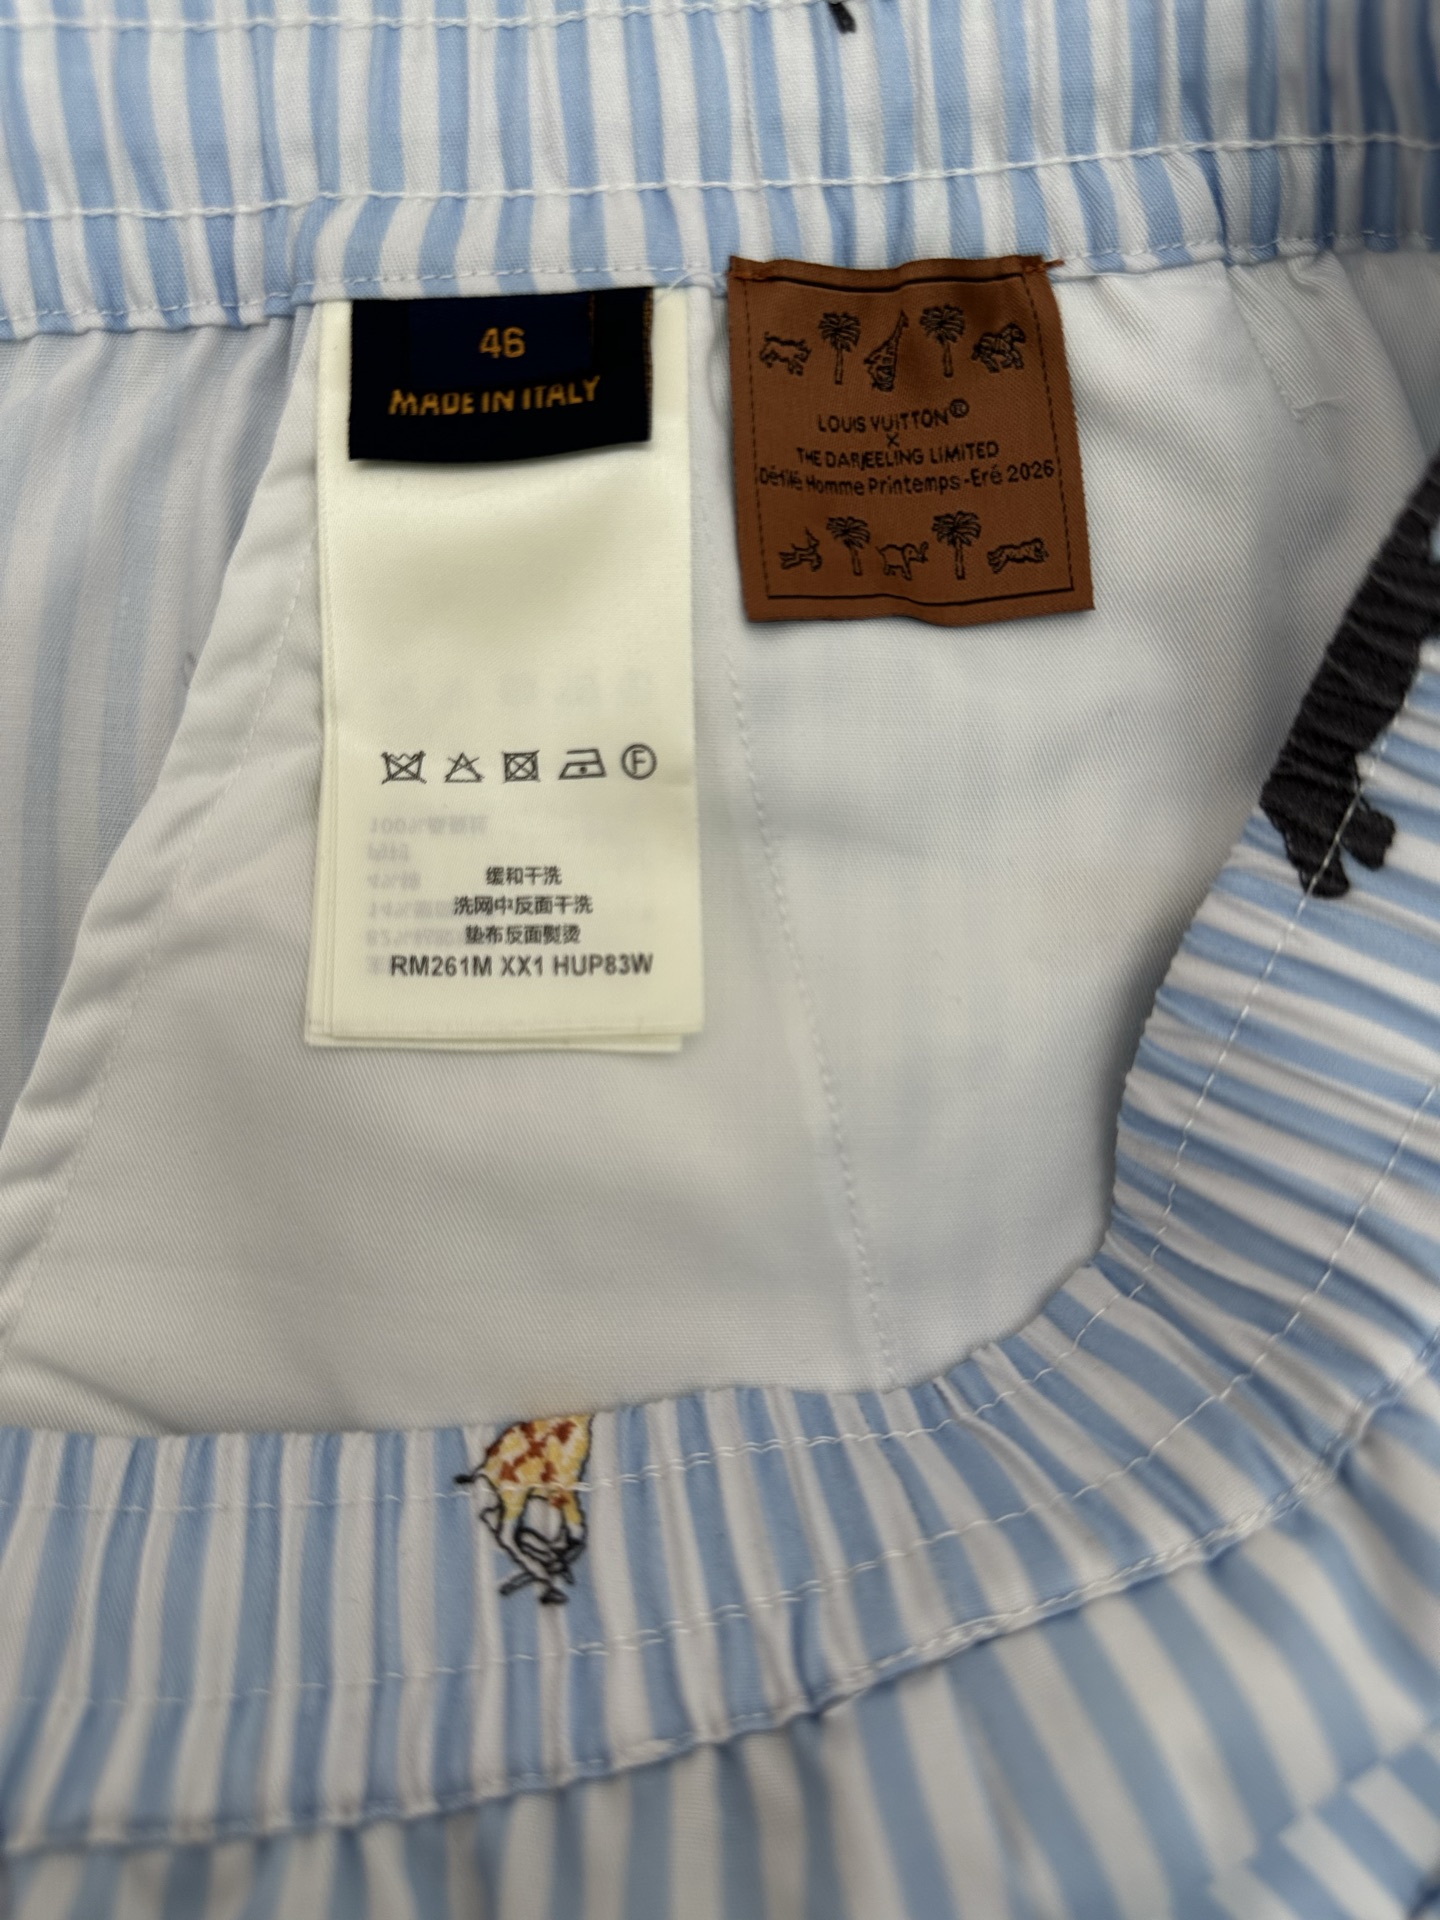 46
MADE IN ITALY
LOUIS VUITTON®
X
THE DARJEELING LIMITED
Défilé Homme Printemps-Eré 2026
F
缓和干洗
洗网中反面干洗
垫布反面熨烫
RM261M XX1 HUP83W